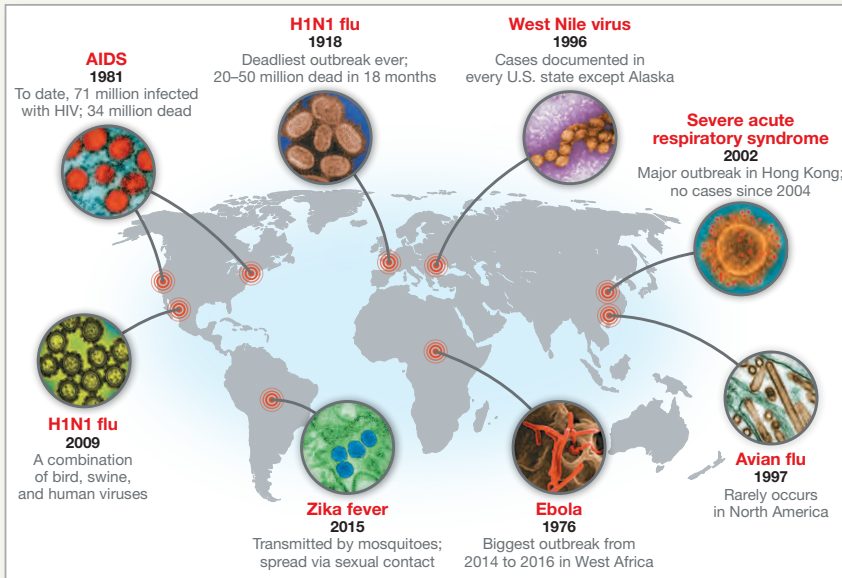 H1N1 flu
1918
Deadliest outbreak ever;
20–50 million dead in 18 months
West Nile virus
1996
Cases documented in
every U.S. state except Alaska
AIDS
1981
To date, 71 million infected
with HIV; 34 million dead
Severe acute
respiratory syndrome
2002
Major outbreak in Hong Kong;
no cases since 2004
H1N1 flu
2009
A combination
of bird, swine,
and human viruses
Zika fever
2015
Transmitted by mosquitoes;
spread via sexual contact
Ebola
1976
Biggest outbreak from
2014 to 2016 in West Africa
Avian flu
1997
Rarely occurs
in North America